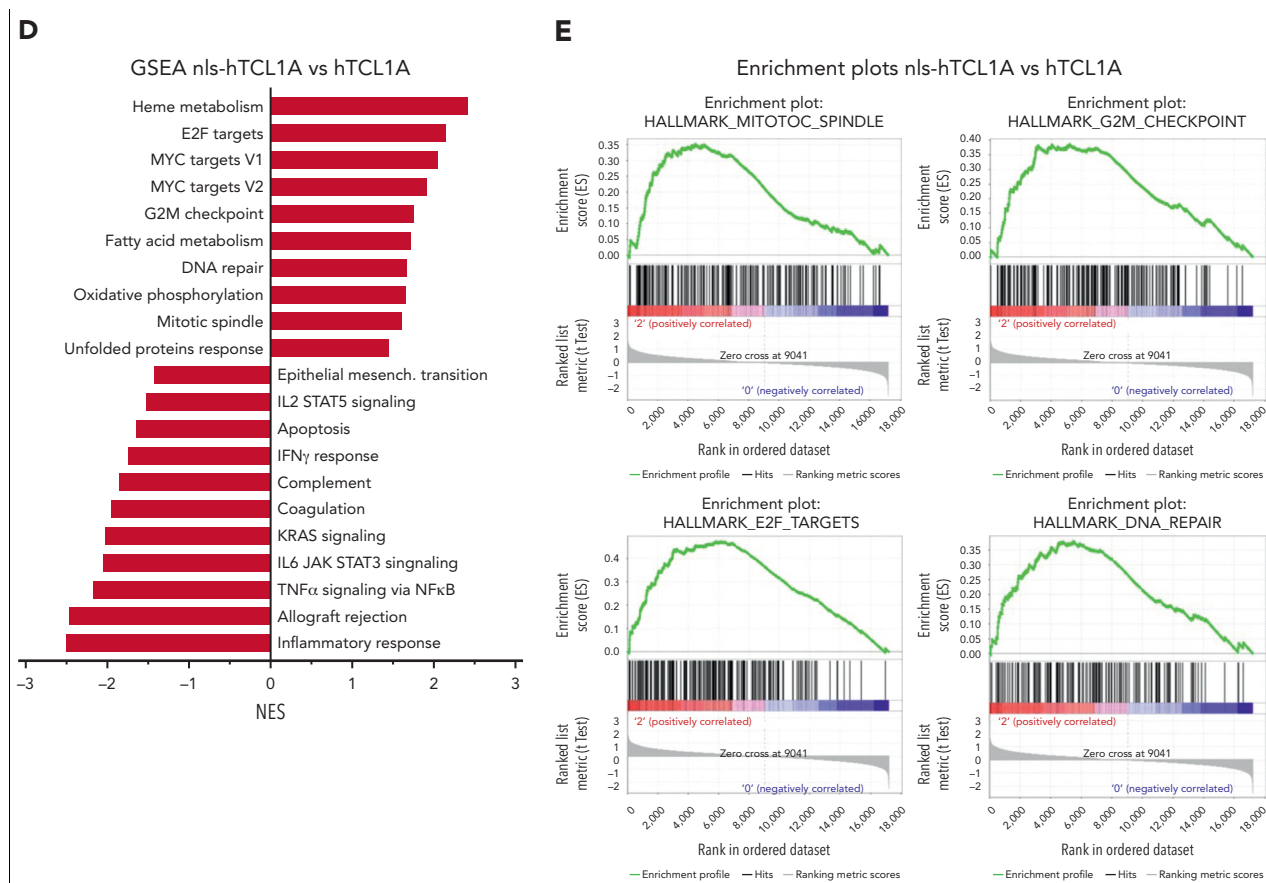 D
GSEA nls-hTCL1A vs hTCL1A
Heme metabolism
E2F targets
MYC targets V1
MYC targets V2
G2M checkpoint
Fatty acid metabolism
DNA repair
Oxidative phosphorylation
Mitotic spindle
Unfolded proteins response
Epithelial mesench. transition
IL2 STAT5 signaling
Apoptosis
IFNγ response
Complement
Coagulation
KRAS signaling
IL6 JAK STAT3 singnaling
TNFα signaling via NFκB
Allograft rejection
Inflammatory response
−3 −2 −1 0 1 2 3
NES
E
Enrichment plots nls-hTCL1A vs hTCL1A
Enrichment plot:
HALLMARK_MITOTOC_SPINDLE
Enrichment
score (ES)
0.35
0.30
0.25
0.20
0.15
0.10
0.05
0.00
Ranked list
metric (t Test)
3
2
1
0
−1
−2
'2' (positively correlated)
Zero cross at 9041
'0' (negatively correlated)
0 2,000 4,000 6,000 8,000 10,000 12,000 14,000 16,000 18,000
Rank in ordered dataset
Enrichment profile Hits Ranking metric scores
Enrichment plot:
HALLMARK_G2M_CHECKPOINT
Enrichment
score (ES)
0.40
0.35
0.30
0.25
0.20
0.15
0.10
0.05
0.00
Ranked list
metric (t Test)
3
2
1
0
−1
−2
'2' (positively correlated)
Zero cross at 9041
'0' (negatively correlated)
0 2,000 4,000 6,000 8,000 10,000 12,000 14,000 16,000 18,000
Rank in ordered dataset
Enrichment profile Hits Ranking metric scores
Enrichment plot:
HALLMARK_E2F_TARGETS
Enrichment
score (ES)
0.4
0.3
0.2
0.1
0.0
Ranked list
metric (t Test)
3
2
1
0
−1
−2
'2' (positively correlated)
Zero cross at 9041
'0' (negatively correlated)
0 2,000 4,000 6,000 8,000 10,000 12,000 14,000 16,000 18,000
Rank in ordered dataset
Enrichment profile Hits Ranking metric scores
Enrichment plot:
HALLMARK_DNA_REPAIR
Enrichment
score (ES)
0.35
0.30
0.25
0.20
0.15
0.10
0.05
0.00
Ranked list
metric (t Test)
3
2
1
0
−1
−2
'2' (positively correlated)
Zero cross at 9041
'0' (negatively correlated)
0 2,000 4,000 6,000 8,000 10,000 12,000 14,000 16,000 18,000
Rank in ordered dataset
Enrichment profile Hits Ranking metric scores